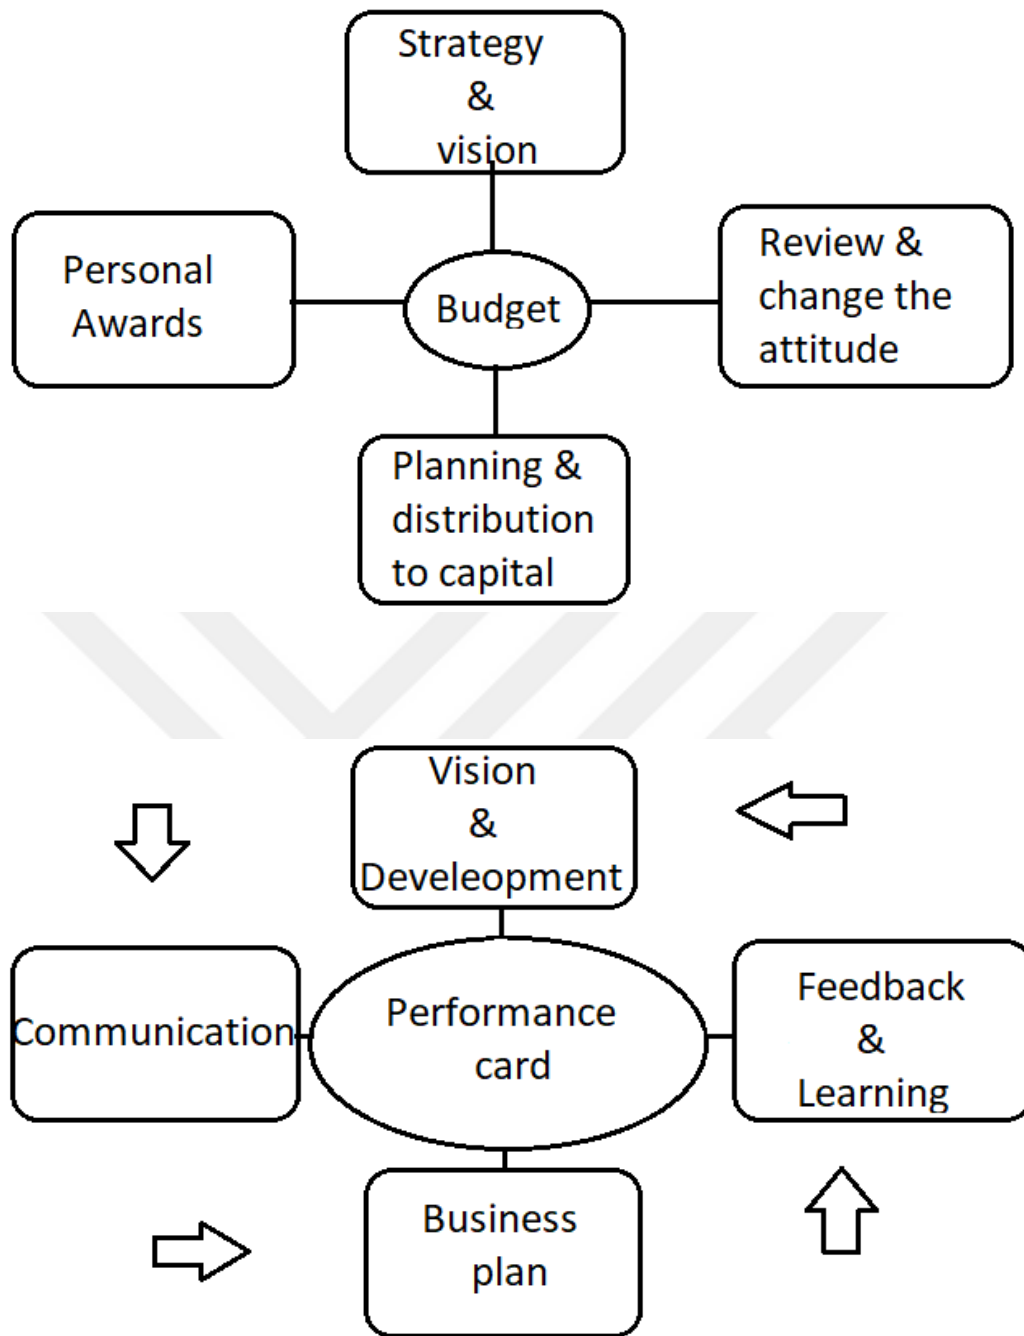 Strategy
&
vision
Personal
Awards
Budget
Review &
change the
attitude
Planning &
distribution
to capital
Vision
&
Develeopment
Communication
Performance
card
Feedback
&
Learning
Business
plan